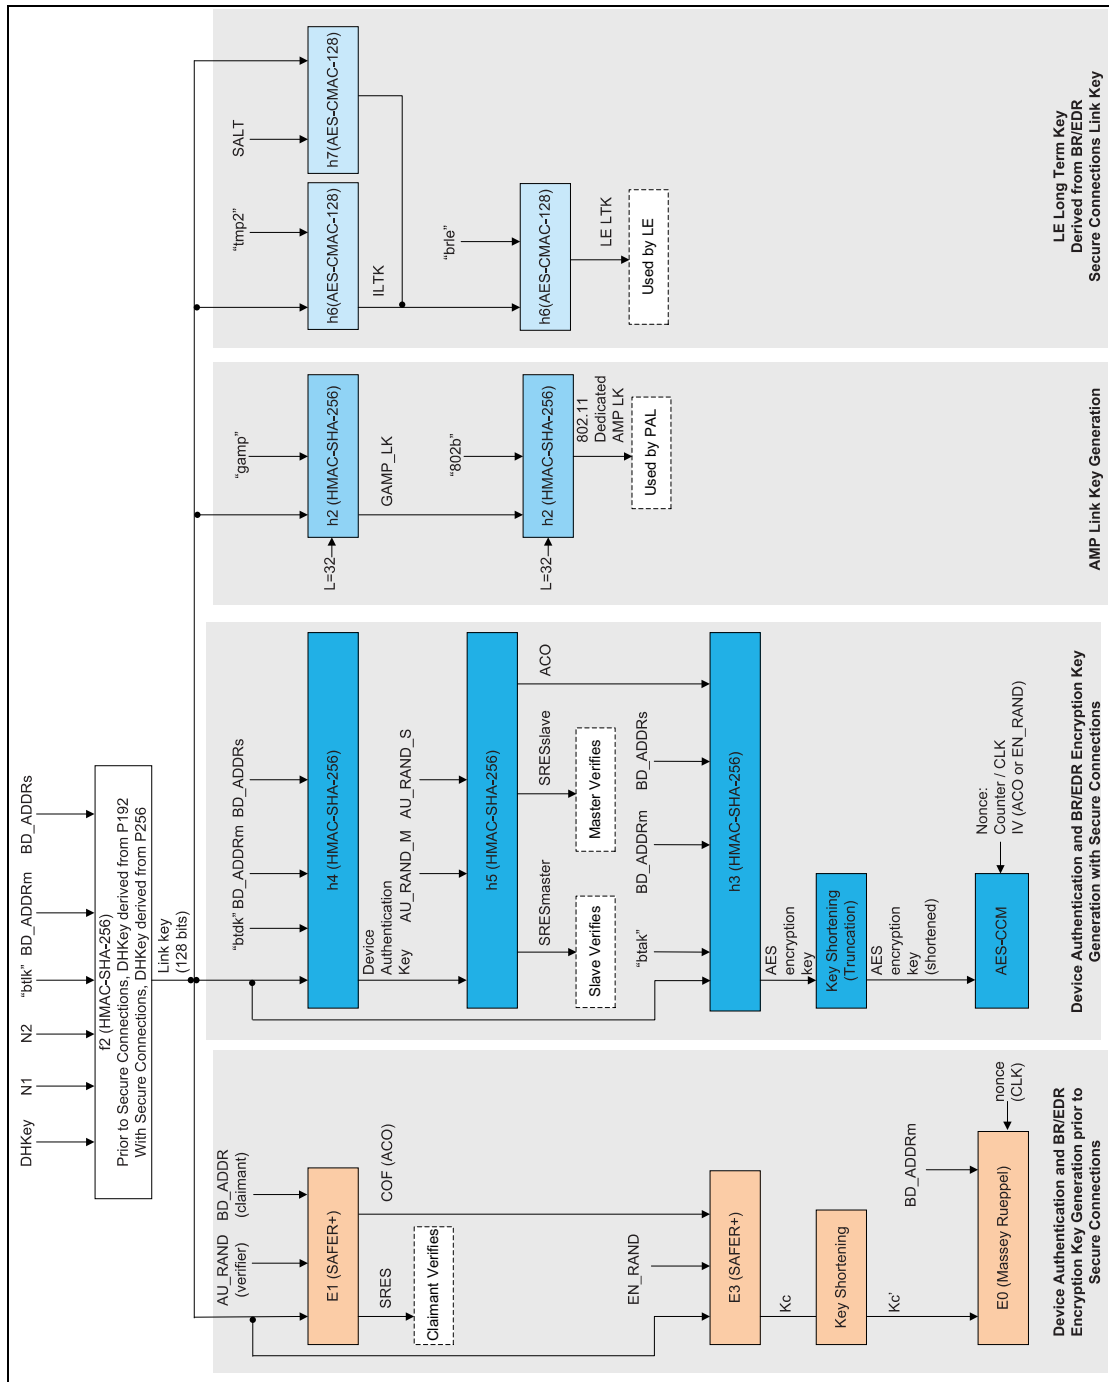 DHKey
N1
N2
“btlk”
BD_ADDRm
BD_ADDRs
f2 (HMAC-SHA-256)
Prior to Secure Connections, DHKey derived from P192
With Secure Connections, DHKey derived from P256
Link key
(128 bits)
AU_RAND
(verifier)
BD_ADDR
(claimant)
E1 (SAFER+)
SRES
COF (ACO)
Claimant Verifies
EN_RAND
E3 (SAFER+)
Kc
Key Shortening
Kc’
BD_ADDRm
E0 (Massey Rueppel)
nonce
(CLK)
Device Authentication and BR/EDR
Encryption Key Generation prior to
Secure Connections
“btdk”
BD_ADDRm
BD_ADDRs
h4 (HMAC-SHA-256)
Device
Authentication
Key
AU_RAND_M
AU_RAND_S
h5 (HMAC-SHA-256)
SRESmaster
SRESslave
ACO
Slave Verifies
Master Verifies
“btak”
BD_ADDRm
BD_ADDRs
h3 (HMAC-SHA-256)
AES
encryption
key
Key Shortening
(Truncation)
AES
encryption
key
(shortened)
AES-CCM
Nonce:
Counter / CLK
IV (ACO or EN_RAND)
Device Authentication and BR/EDR Encryption Key
Generation with Secure Connections
“gamp”
L=32
h2 (HMAC-SHA-256)
GAMP_LK
“802b”
L=32
h2 (HMAC-SHA-256)
802.11
Dedicated
AMP LK
Used by PAL
AMP Link Key Generation
“tmp2”
SALT
h6(AES-CMAC-128)
h7(AES-CMAC-128)
ILTK
“brle”
h6(AES-CMAC-128)
LE LTK
Used by LE
LE Long Term Key
Derived from BR/EDR
Secure Connections Link Key